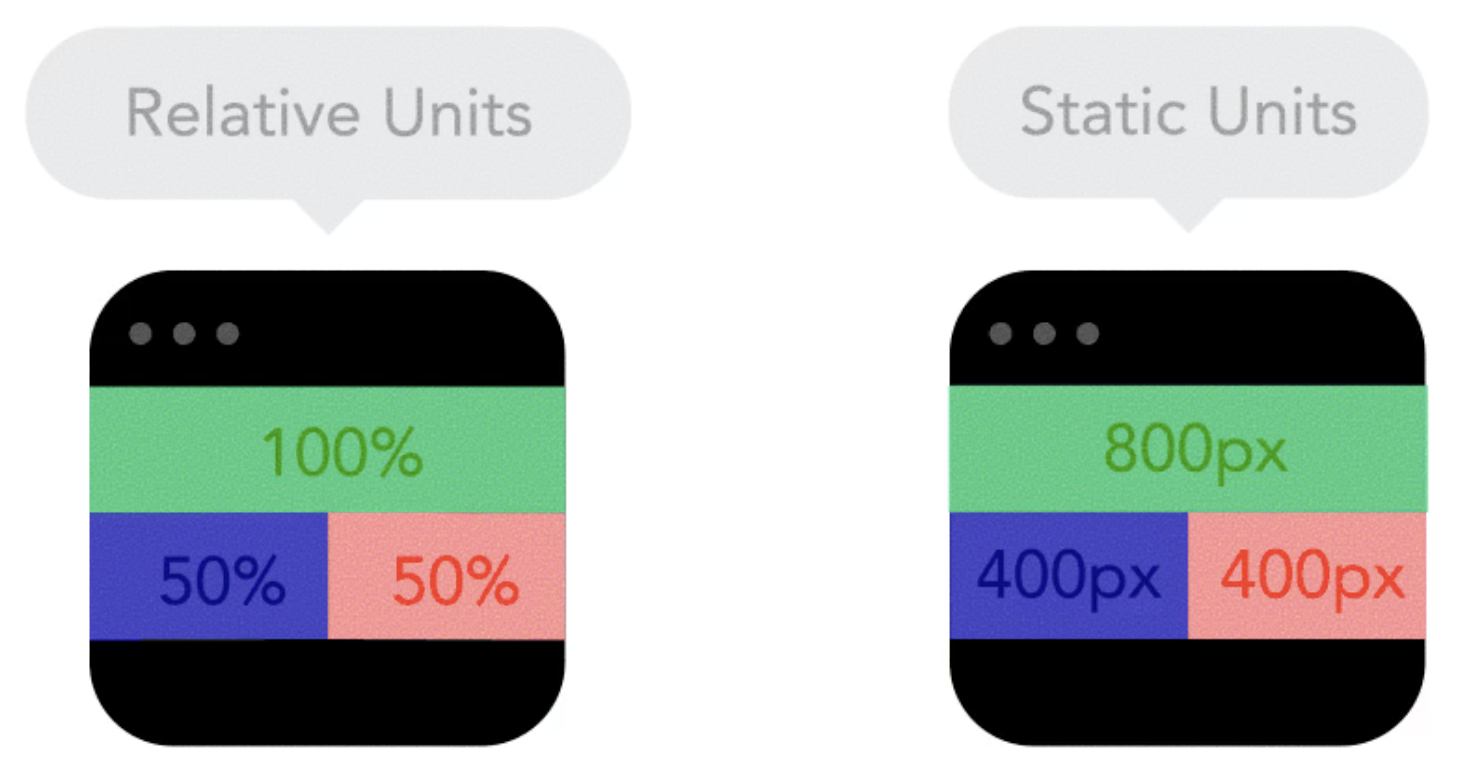 Relative Units
Static Units
100%
50% 50%
800px
400px 400px